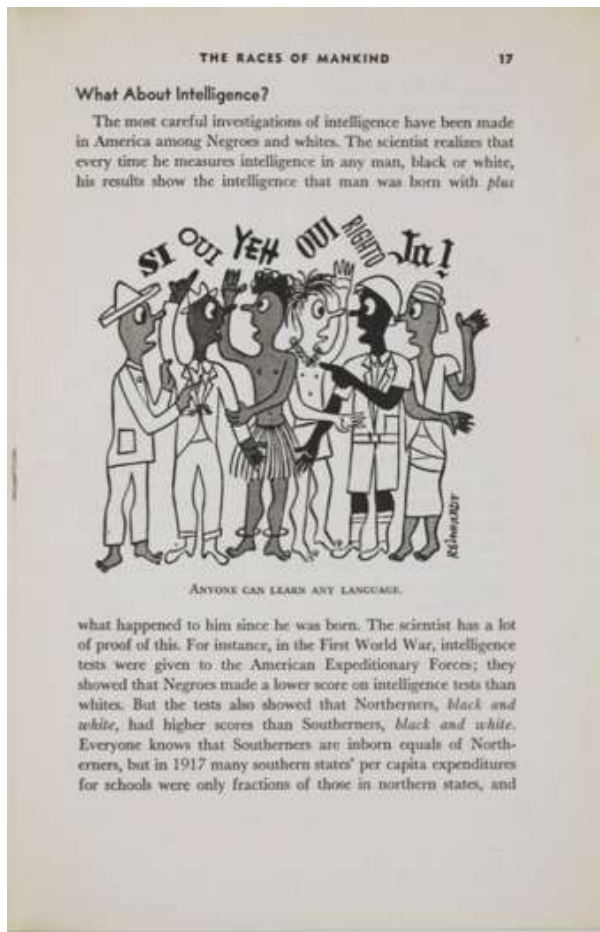 THE RACES OF MANKIND 17
What About Intelligence?
The most careful investigations of intelligence have been made
in America among Negroes and whites. The scientist realizes that
every time he measures intelligence in any man, black or white,
his results show the intelligence that man was born with plus
SI OUI YEH OUI RIGHTO Ja!
REINHARDT
ANYONE CAN LEARN ANY LANGUAGE.
what happened to him since he was born. The scientist has a lot
of proof of this. For instance, in the First World War, intelligence
tests were given to the American Expeditionary Forces; they
showed that Negroes made a lower score on intelligence tests than
whites. But the tests also showed that Northerners, black and
white, had higher scores than Southerners, black and white.
Everyone knows that Southerners are inborn equals of North-
erners, but in 1917 many southern states' per capita expenditures
for schools were only fractions of those in northern states, and